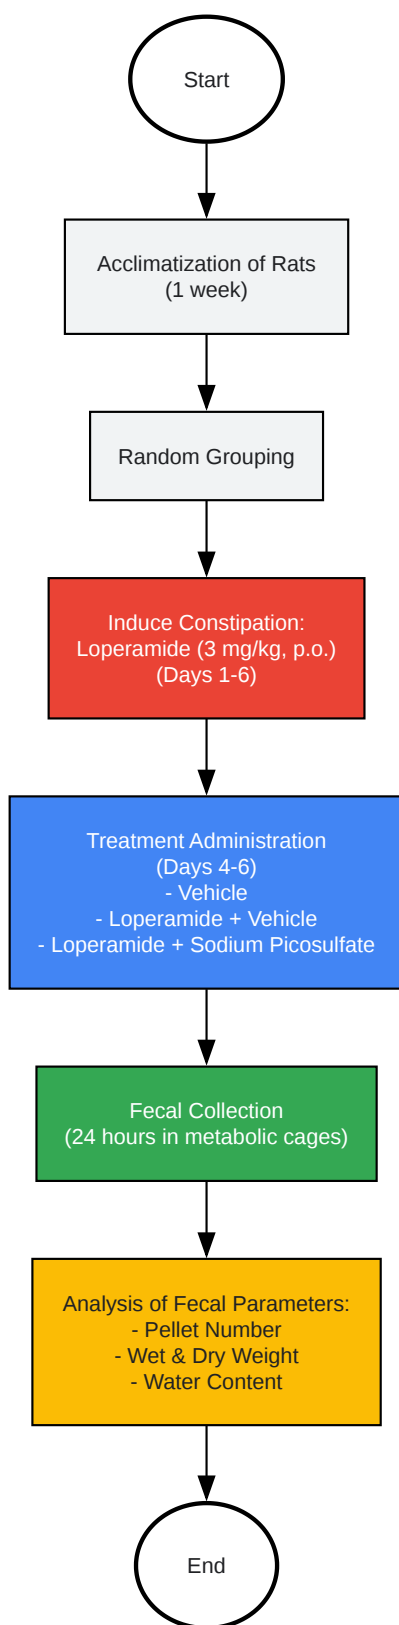 Start
Acclimatization of Rats
(1 week)
Random Grouping
Induce Constipation:
Loperamide (3 mg/kg, p.o.)
(Days 1-6)
Treatment Administration
(Days 4-6)
- Vehicle
- Loperamide + Vehicle
- Loperamide + Sodium Picosulfate
Fecal Collection
(24 hours in metabolic cages)
Analysis of Fecal Parameters:
- Pellet Number
- Wet & Dry Weight
- Water Content
End